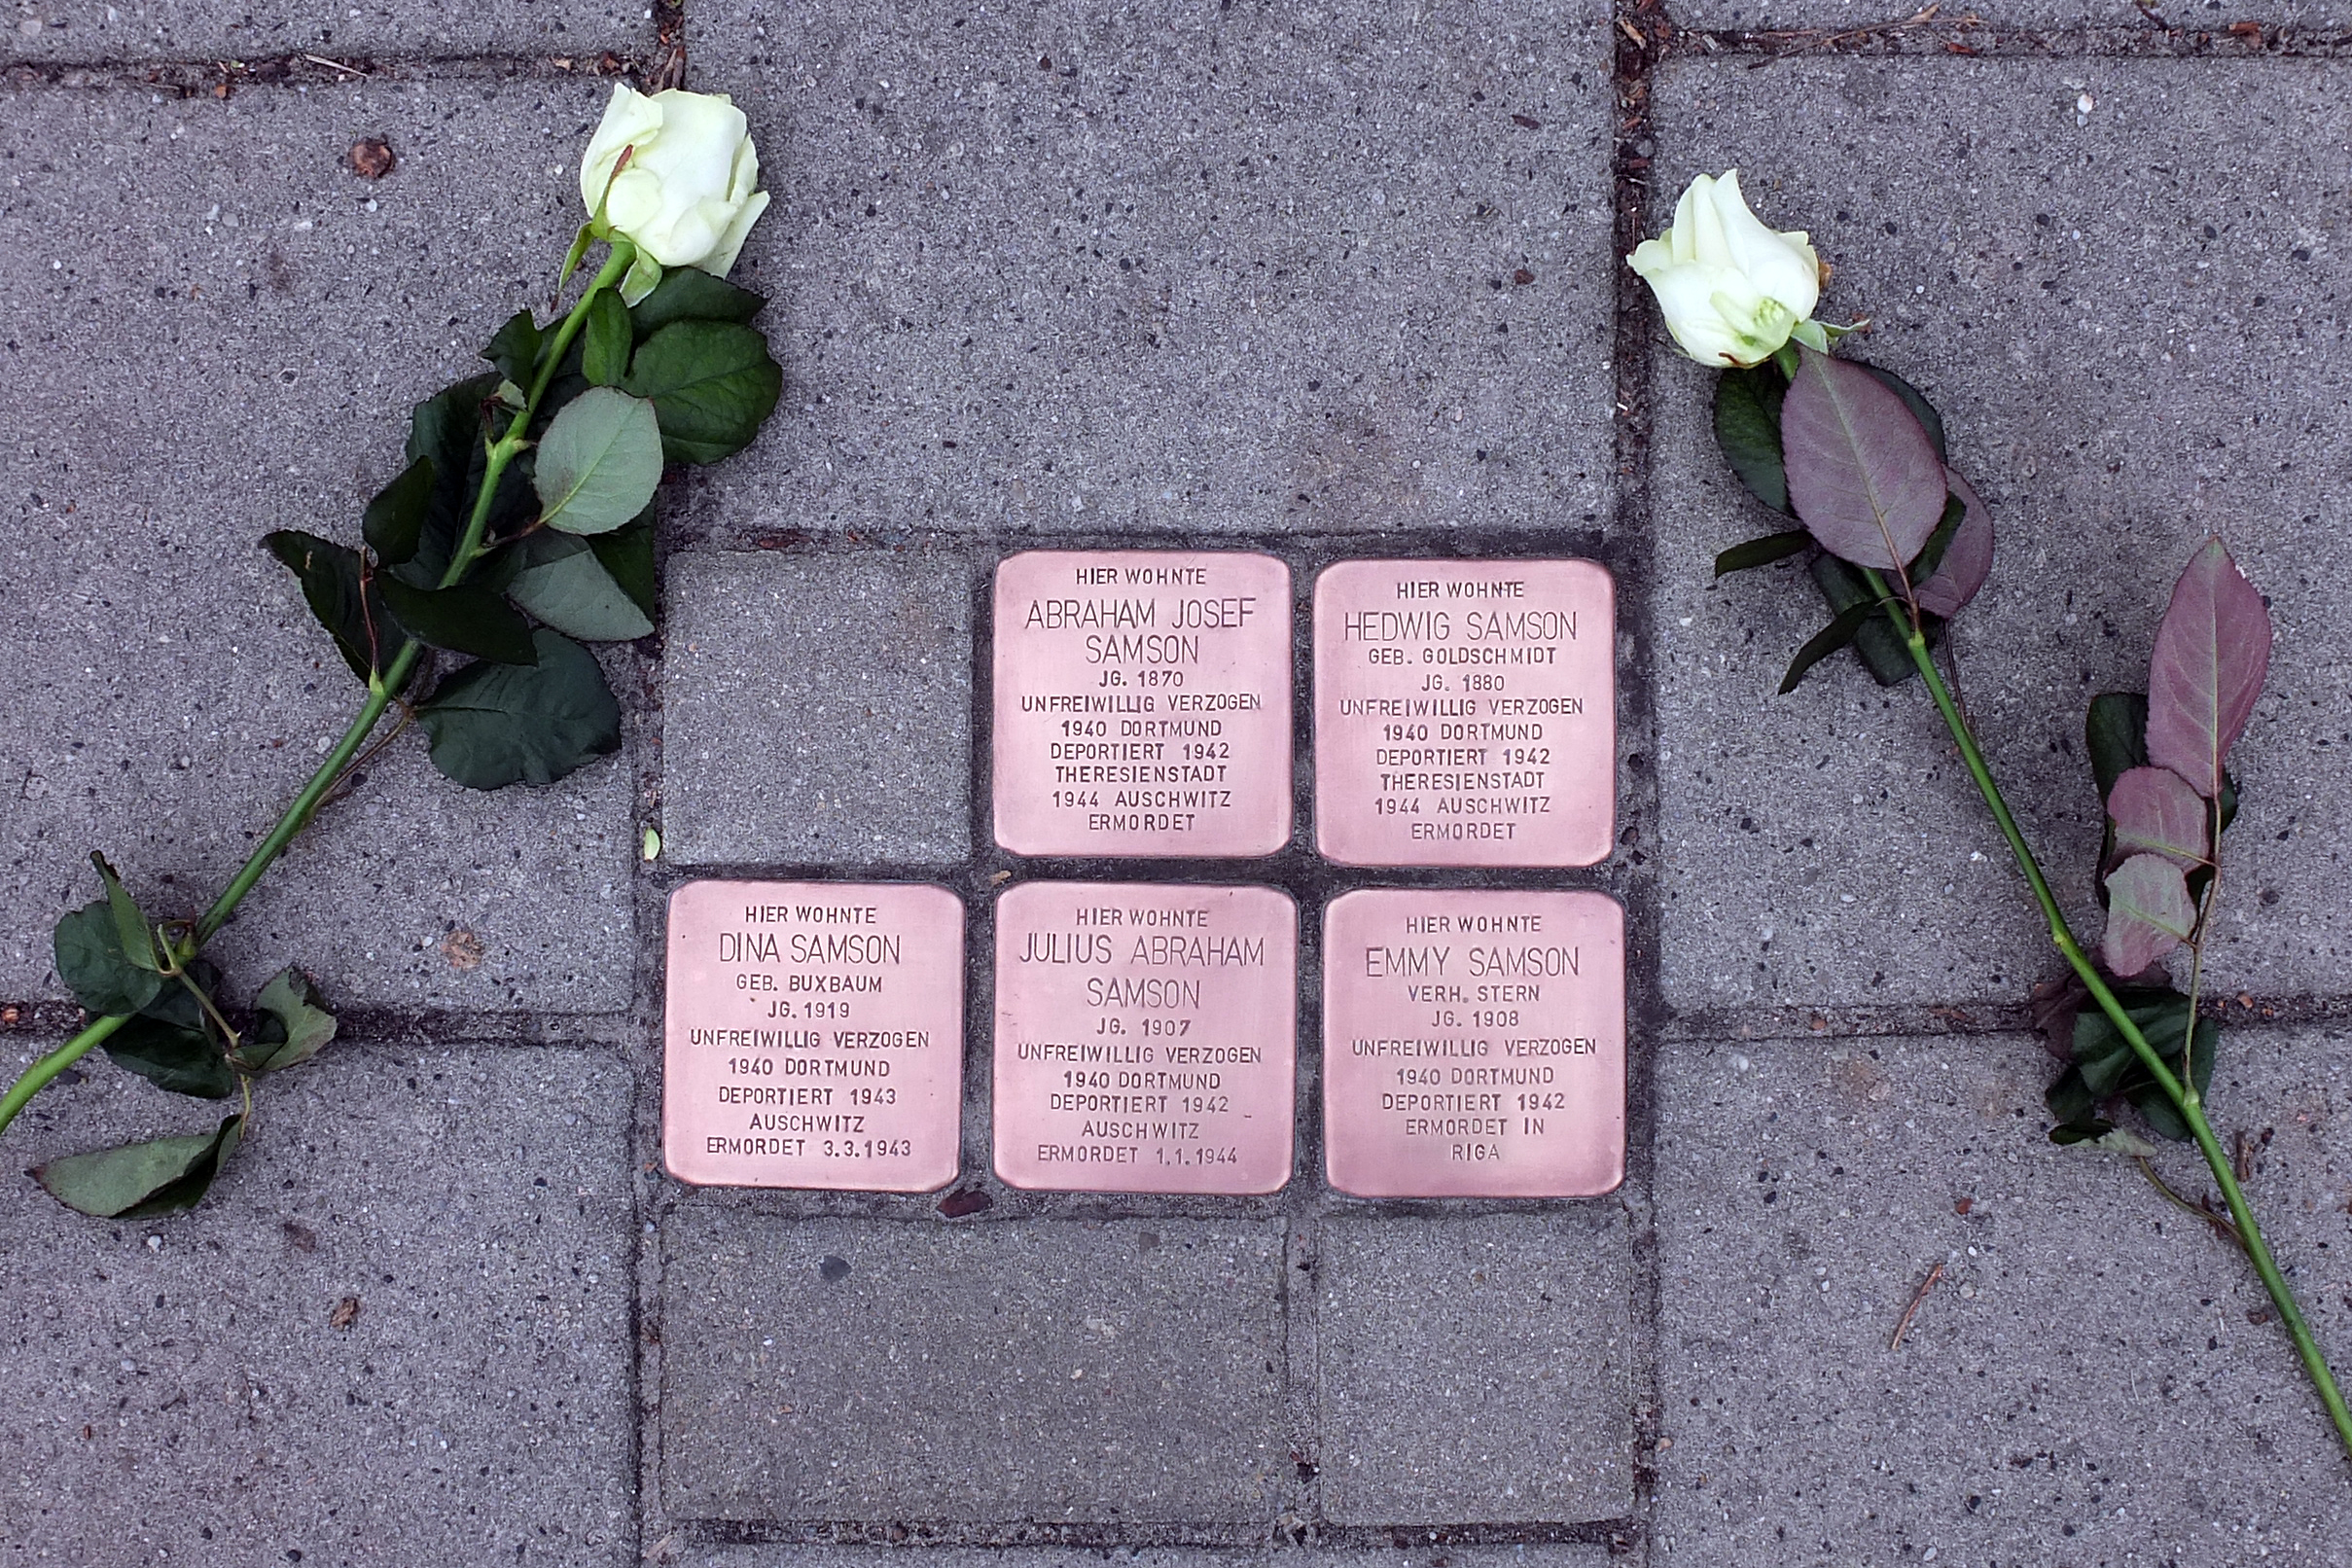 HIER WOHNTE
ABRAHAM JOSEF
SAMSON
JG. 1870
UNFREIWILLIG VERZOGEN
1940 DORTMUND
DEPORTIERT 1942
THERESIENSTADT
1944 AUSCHWITZ
ERMORDET
HIER WOHNTE
HEDWIG SAMSON
GEB. GOLDSCHMIDT
JG. 1880
UNFREIWILLIG VERZOGEN
1940 DORTMUND
DEPORTIERT 1942
THERESIENSTADT
1944 AUSCHWITZ
ERMORDET
HIER WOHNTE
DINA SAMSON
GEB. BUXBAUM
JG. 1919
UNFREIWILLIG VERZOGEN
1940 DORTMUND
DEPORTIERT 1943
AUSCHWITZ
ERMORDET 3.3.1943
HIER WOHNTE
JULIUS ABRAHAM
SAMSON
JG. 1907
UNFREIWILLIG VERZOGEN
1940 DORTMUND
DEPORTIERT 1942
AUSCHWITZ
ERMORDET 1.1.1944
HIER WOHNTE
EMMY SAMSON
VERH. STERN
JG. 1908
UNFREIWILLIG VERZOGEN
1940 DORTMUND
DEPORTIERT 1942
ERMORDET IN
RIGA